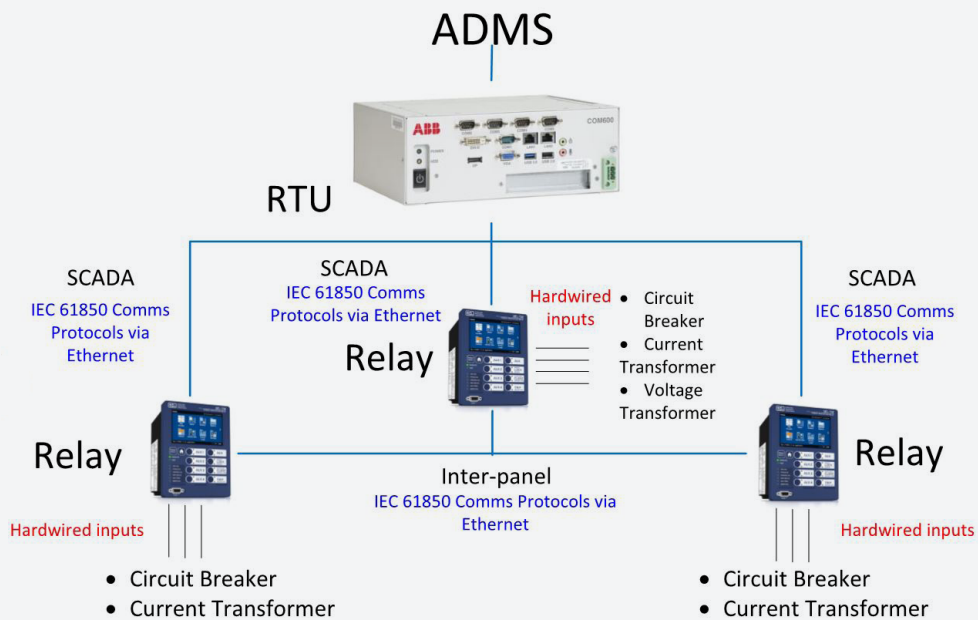 ADMS
ABB
COM600
POWER
RTU
SCADA
IEC 61850 Comms
Protocols via
Ethernet
SCADA
IEC 61850 Comms
Protocols via Ethernet
SCADA
IEC 61850 Comms
Protocols via
Ethernet
Hardwired
inputs
• Circuit
Breaker
• Current
Transformer
• Voltage
Transformer
Relay
Relay
Relay
Inter-panel
IEC 61850 Comms Protocols via
Ethernet
Hardwired inputs
• Circuit Breaker
• Current Transformer
Hardwired inputs
• Circuit Breaker
• Current Transformer